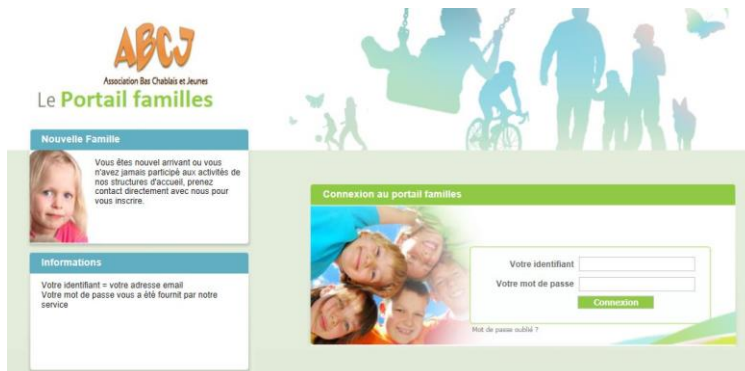 ABCJ
Association Bas Chablais et Jeunes
Le Portail familles
Nouvelle Famille
Vous êtes nouvel arrivant ou vous
n'avez jamais participé aux activités de
nos structures d'accueil, prenez
contact directement avec nous pour
vous inscrire.
Informations
Votre identifiant = votre adresse email
Votre mot de passe vous a été fournit par notre
service
Connexion au portail familles
Votre identifiant
Votre mot de passe
Connexion
Mot de passe oublié ?